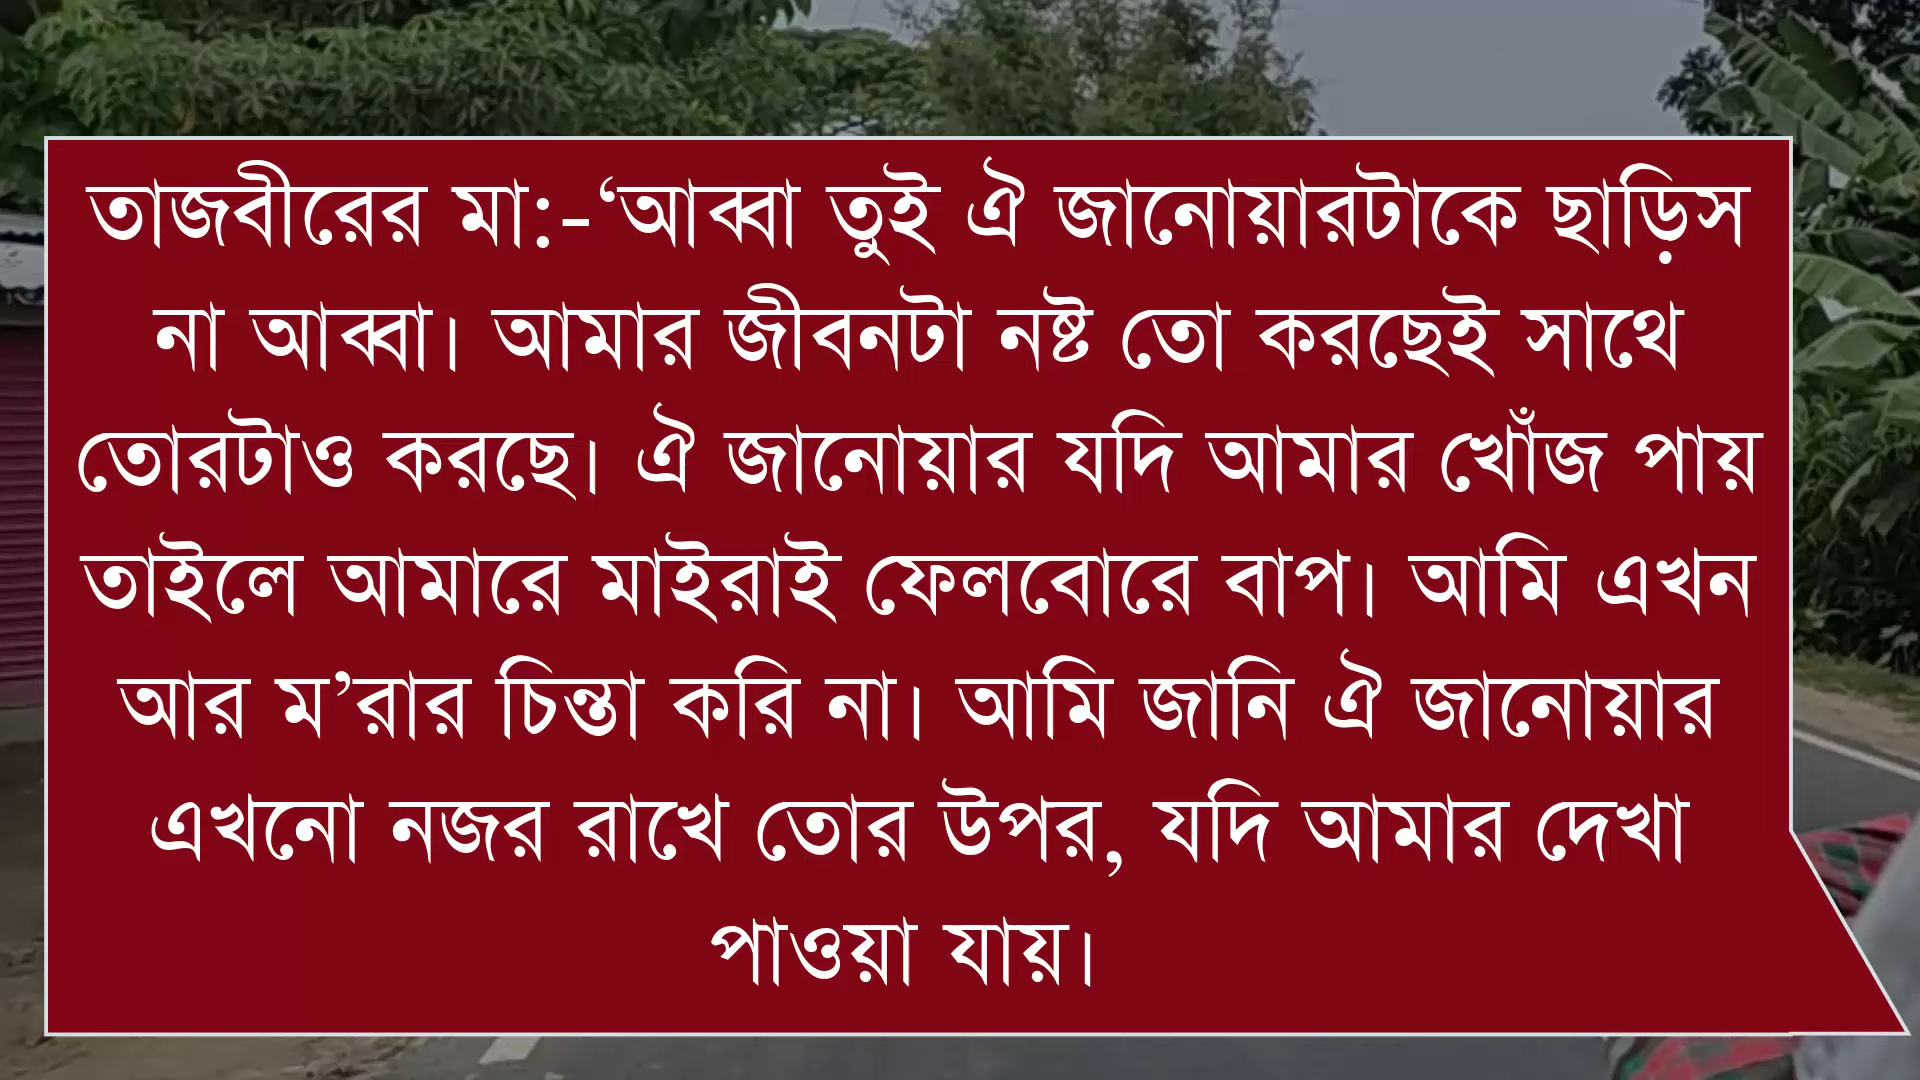 তাজবীরের মা:-‘আব্বা তুই ঐ জানোয়ারটাকে ছাড়িস
না আব্বা। আমার জীবনটা নষ্ট তো করছেই সাথে
তোরটাও করছে। ঐ জানোয়ার যদি আমার খোঁজ পায়
তাইলে আমারে মাইরাই ফেলবোরে বাপ। আমি এখন
আর ম’রার চিন্তা করি না। আমি জানি ঐ জানোয়ার
এখনো নজর রাখে তোর উপর, যদি আমার দেখা
পাওয়া যায়।